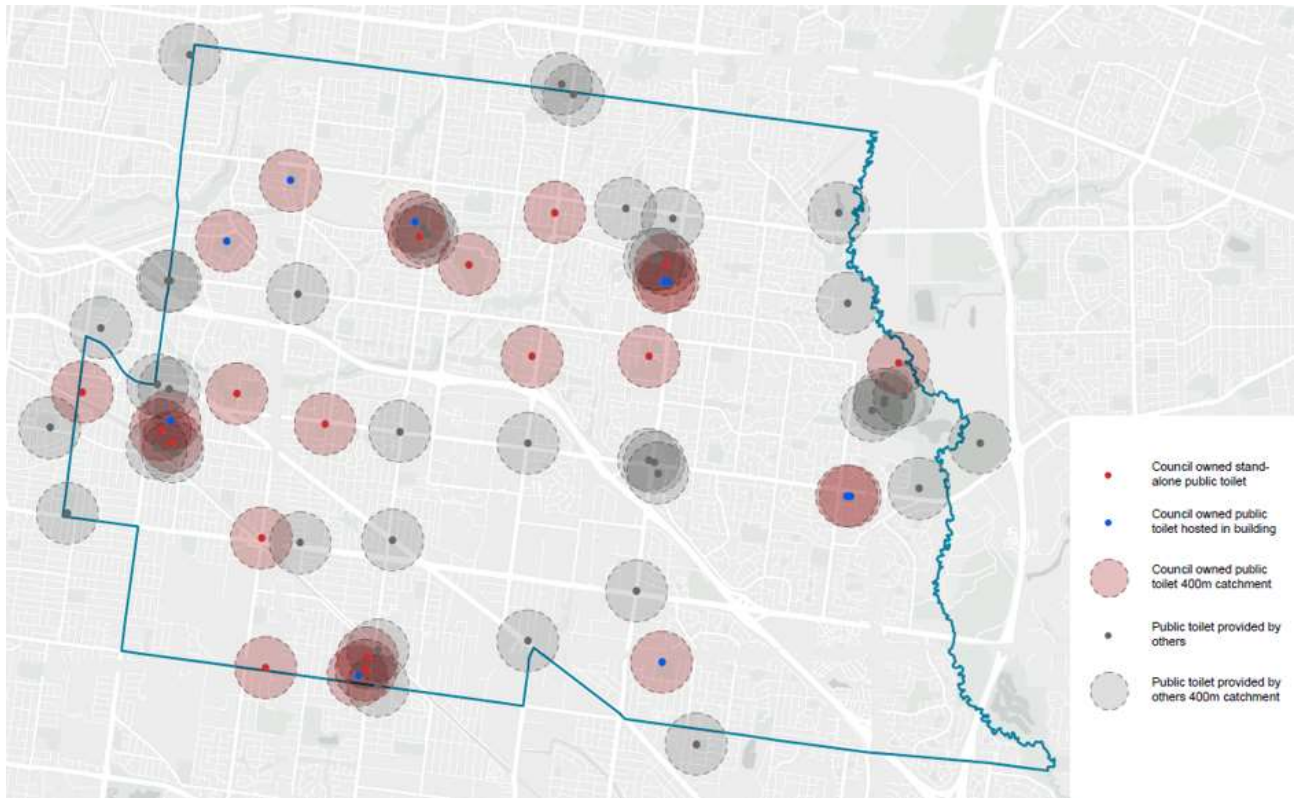 Council owned stand-
alone public toilet
Council owned public
toilet hosted in building
Council owned public
toilet 400m catchment
Public toilet provided by
others
Public toilet provided by
others 400m catchment